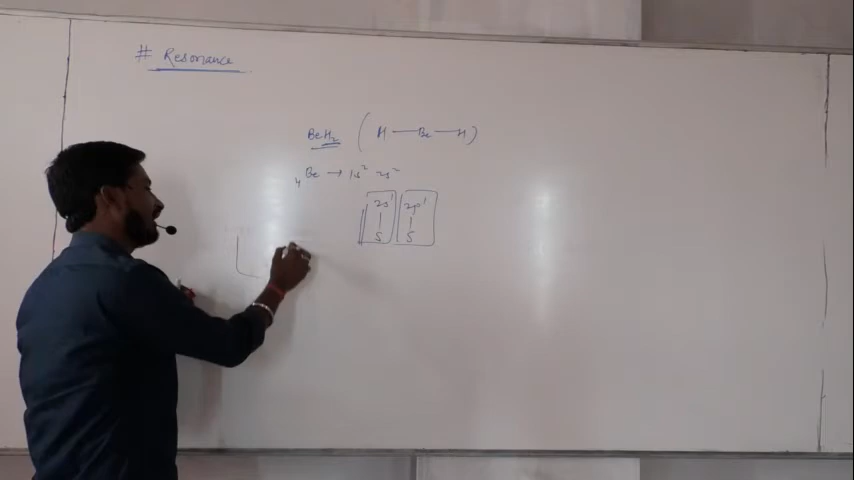 # Resonance
BeH₂ ( H — Be — H )
₄Be → 1s² 2s²
2s¹ 2p¹
| |
S S